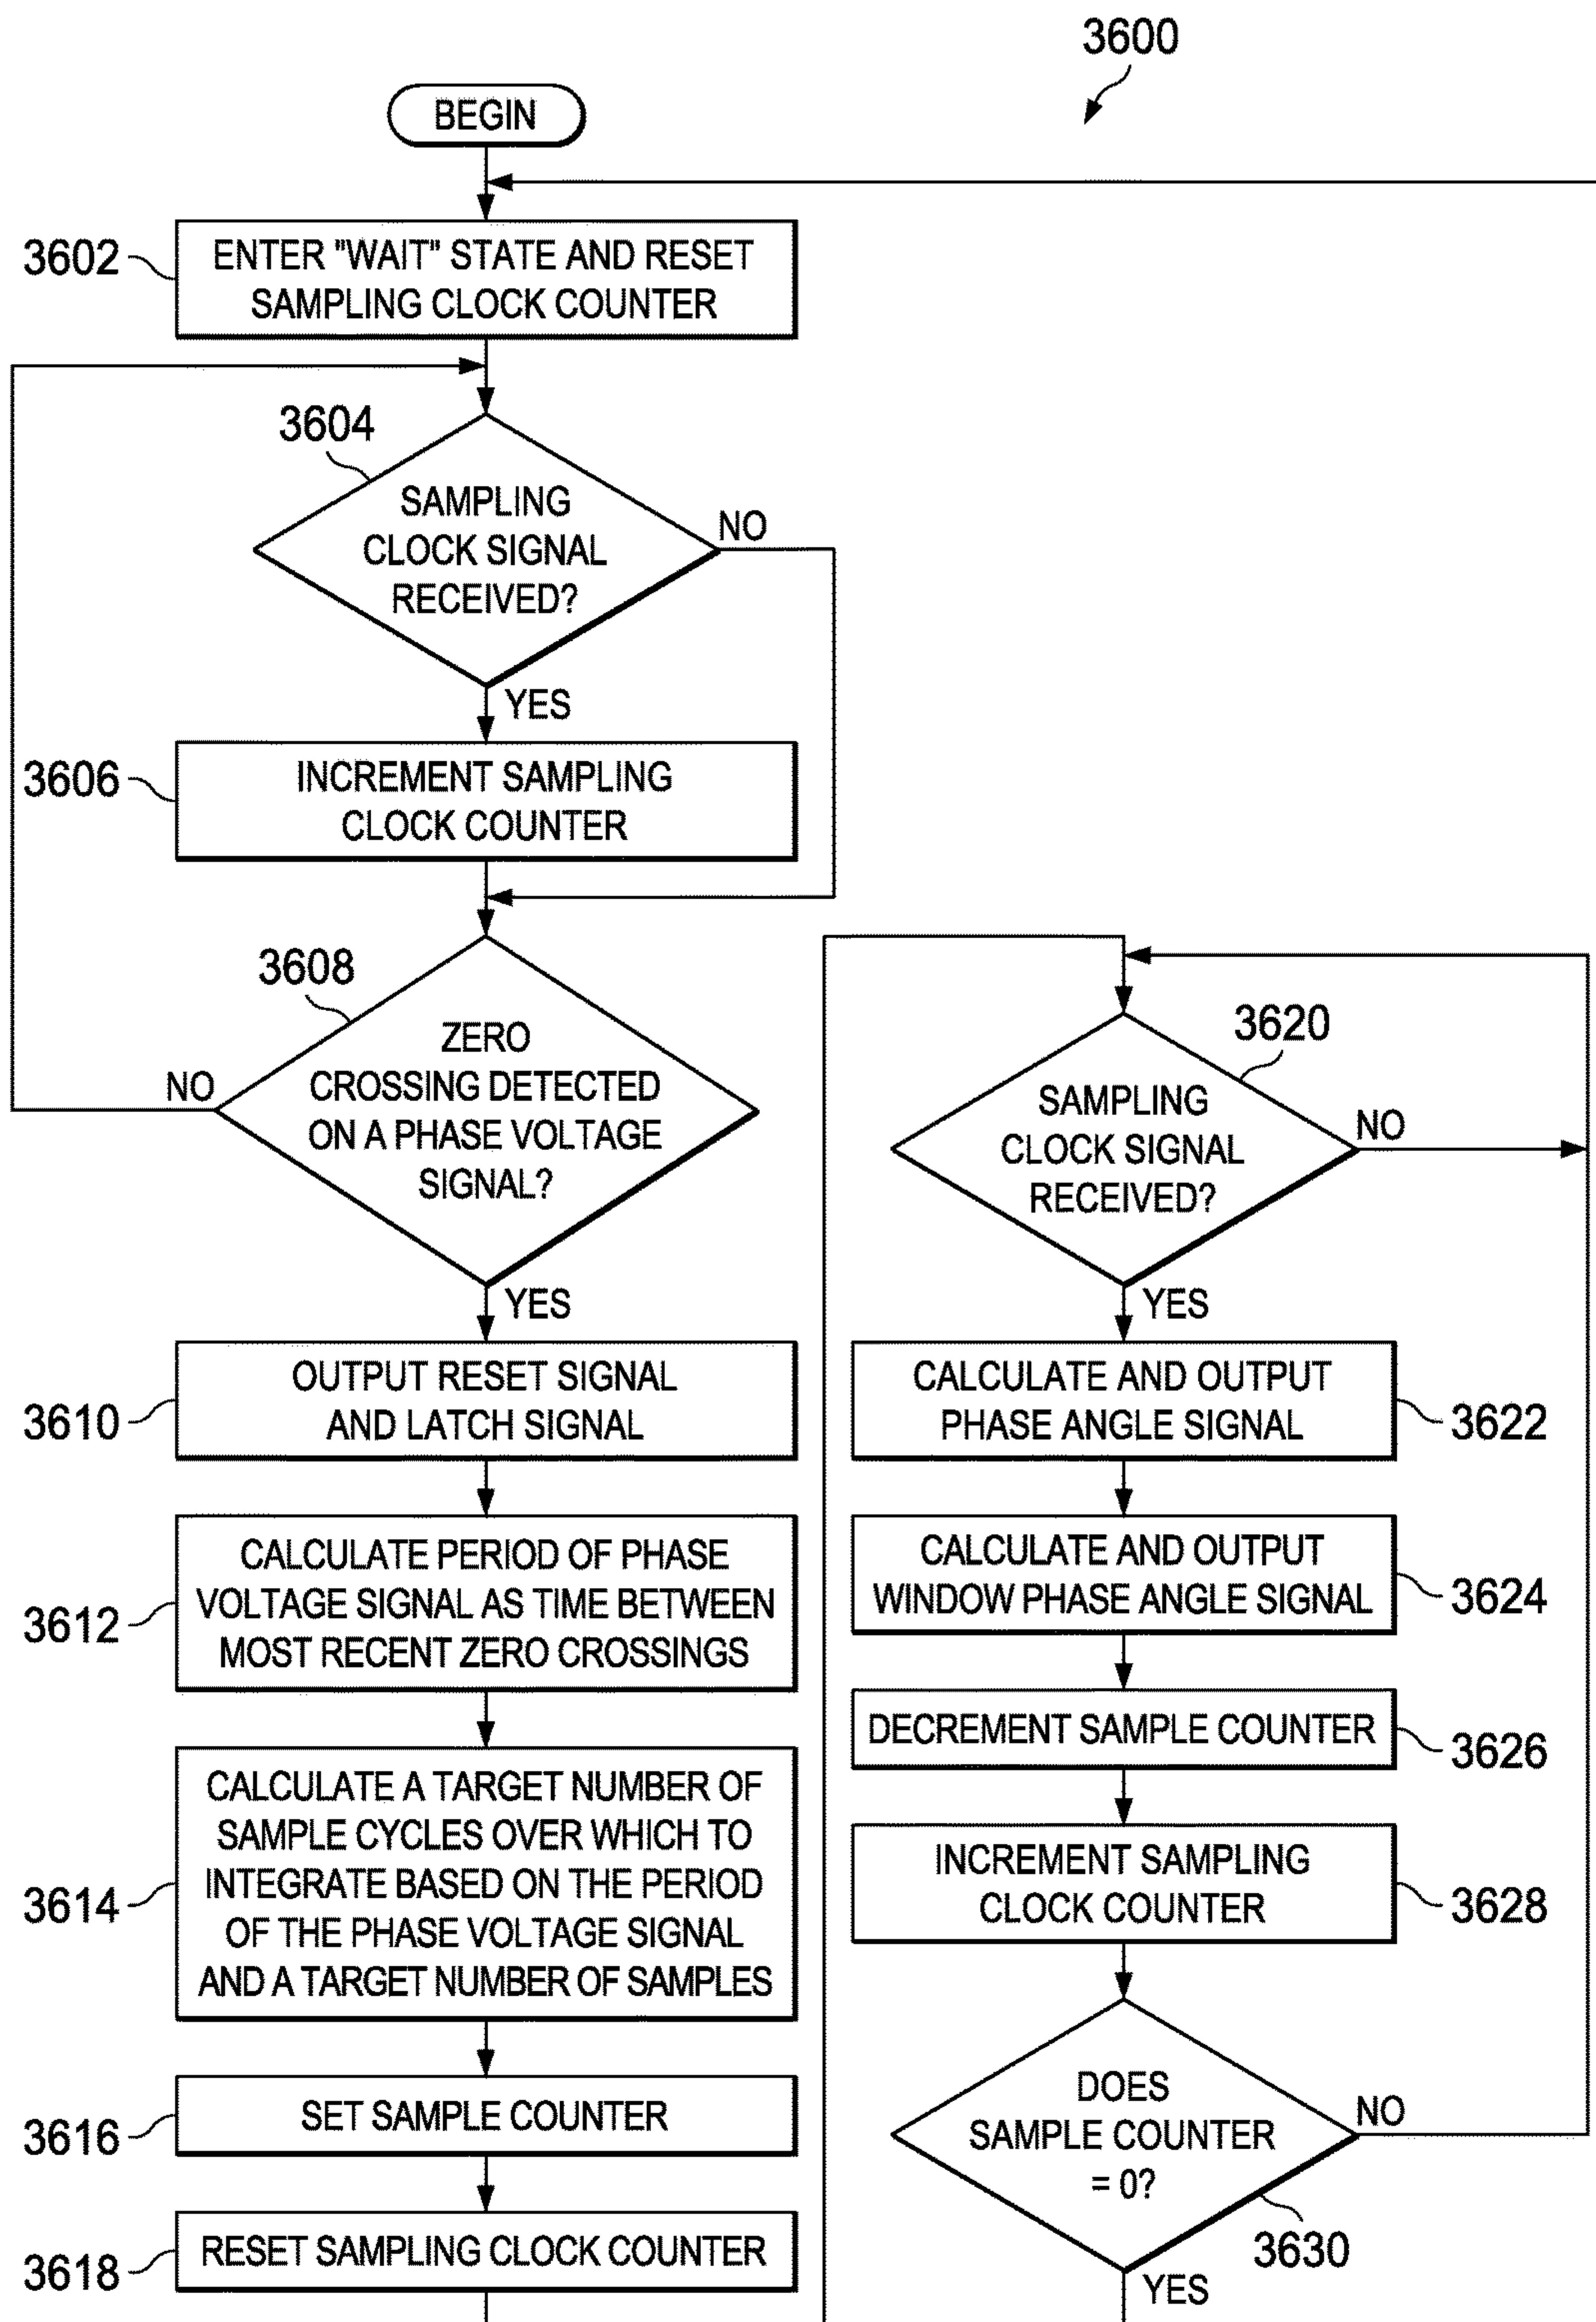 3600
BEGIN
3602
ENTER "WAIT" STATE AND RESET
SAMPLING CLOCK COUNTER
3604
SAMPLING
CLOCK SIGNAL
RECEIVED?
NO
YES
3606
INCREMENT SAMPLING
CLOCK COUNTER
3608
ZERO
CROSSING DETECTED
ON A PHASE VOLTAGE
SIGNAL?
NO
YES
3610
OUTPUT RESET SIGNAL
AND LATCH SIGNAL
3612
CALCULATE PERIOD OF PHASE
VOLTAGE SIGNAL AS TIME BETWEEN
MOST RECENT ZERO CROSSINGS
3614
CALCULATE A TARGET NUMBER OF
SAMPLE CYCLES OVER WHICH TO
INTEGRATE BASED ON THE PERIOD
OF THE PHASE VOLTAGE SIGNAL
AND A TARGET NUMBER OF SAMPLES
3616
SET SAMPLE COUNTER
3618
RESET SAMPLING CLOCK COUNTER
3620
SAMPLING
CLOCK SIGNAL
RECEIVED?
NO
YES
CALCULATE AND OUTPUT
PHASE ANGLE SIGNAL
3622
CALCULATE AND OUTPUT
WINDOW PHASE ANGLE SIGNAL
3624
DECREMENT SAMPLE COUNTER
3626
INCREMENT SAMPLING
CLOCK COUNTER
3628
DOES
SAMPLE COUNTER
= 0?
NO
3630
YES